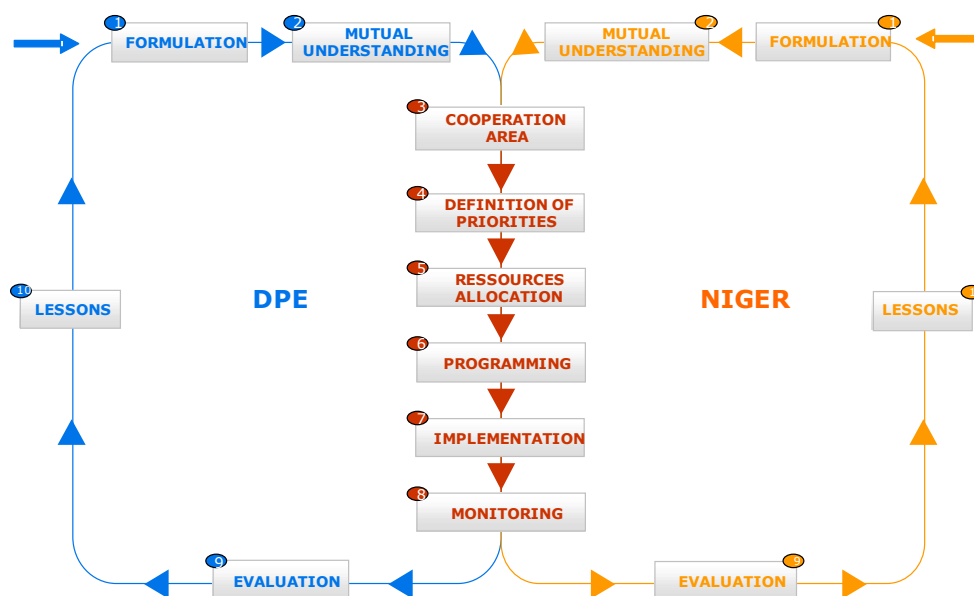 1
FORMULATION
2
MUTUAL
UNDERSTANDING
2
MUTUAL
UNDERSTANDING
1
FORMULATION
3
COOPERATION
AREA
4
DEFINITION OF
PRIORITIES
5
RESSOURCES
ALLOCATION
6
PROGRAMMING
7
IMPLEMENTATION
8
MONITORING
DPE
NIGER
10
LESSONS
LESSONS
9
EVALUATION
9
EVALUATION